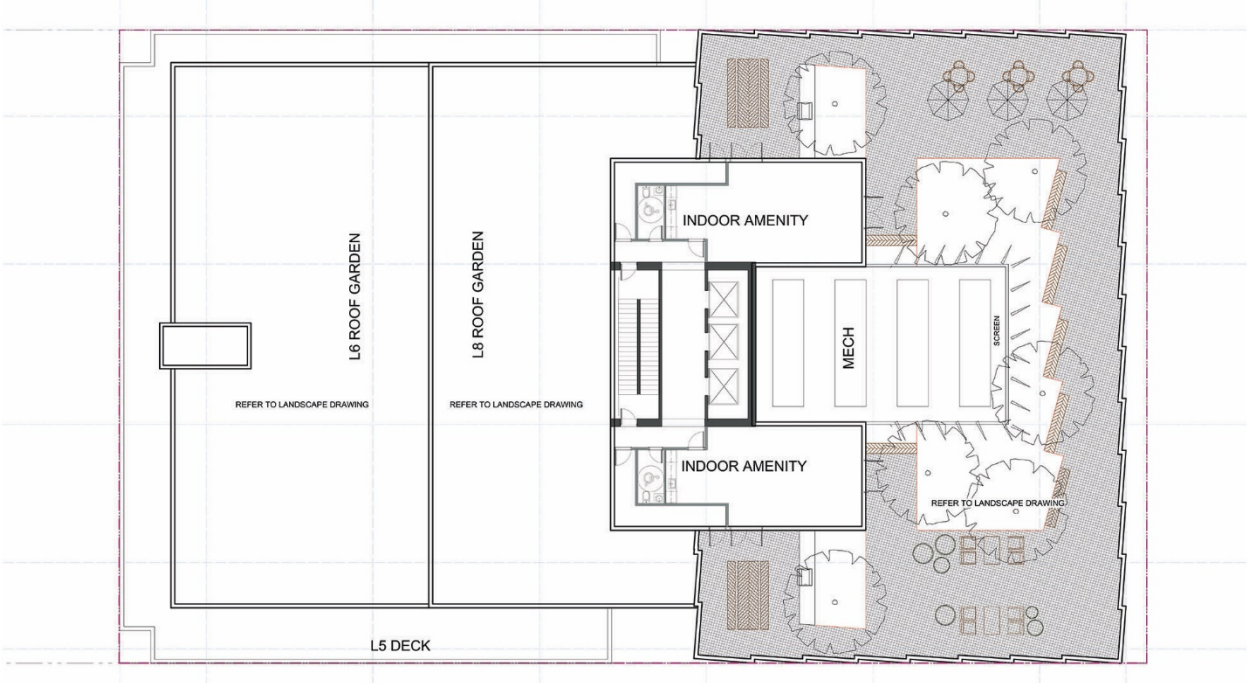 INDOOR AMENITY
L6 ROOF GARDEN
L8 ROOF GARDEN
MECH
SCREEN
REFER TO LANDSCAPE DRAWING
REFER TO LANDSCAPE DRAWING
INDOOR AMENITY
REFER TO LANDSCAPE DRAWING
L5 DECK